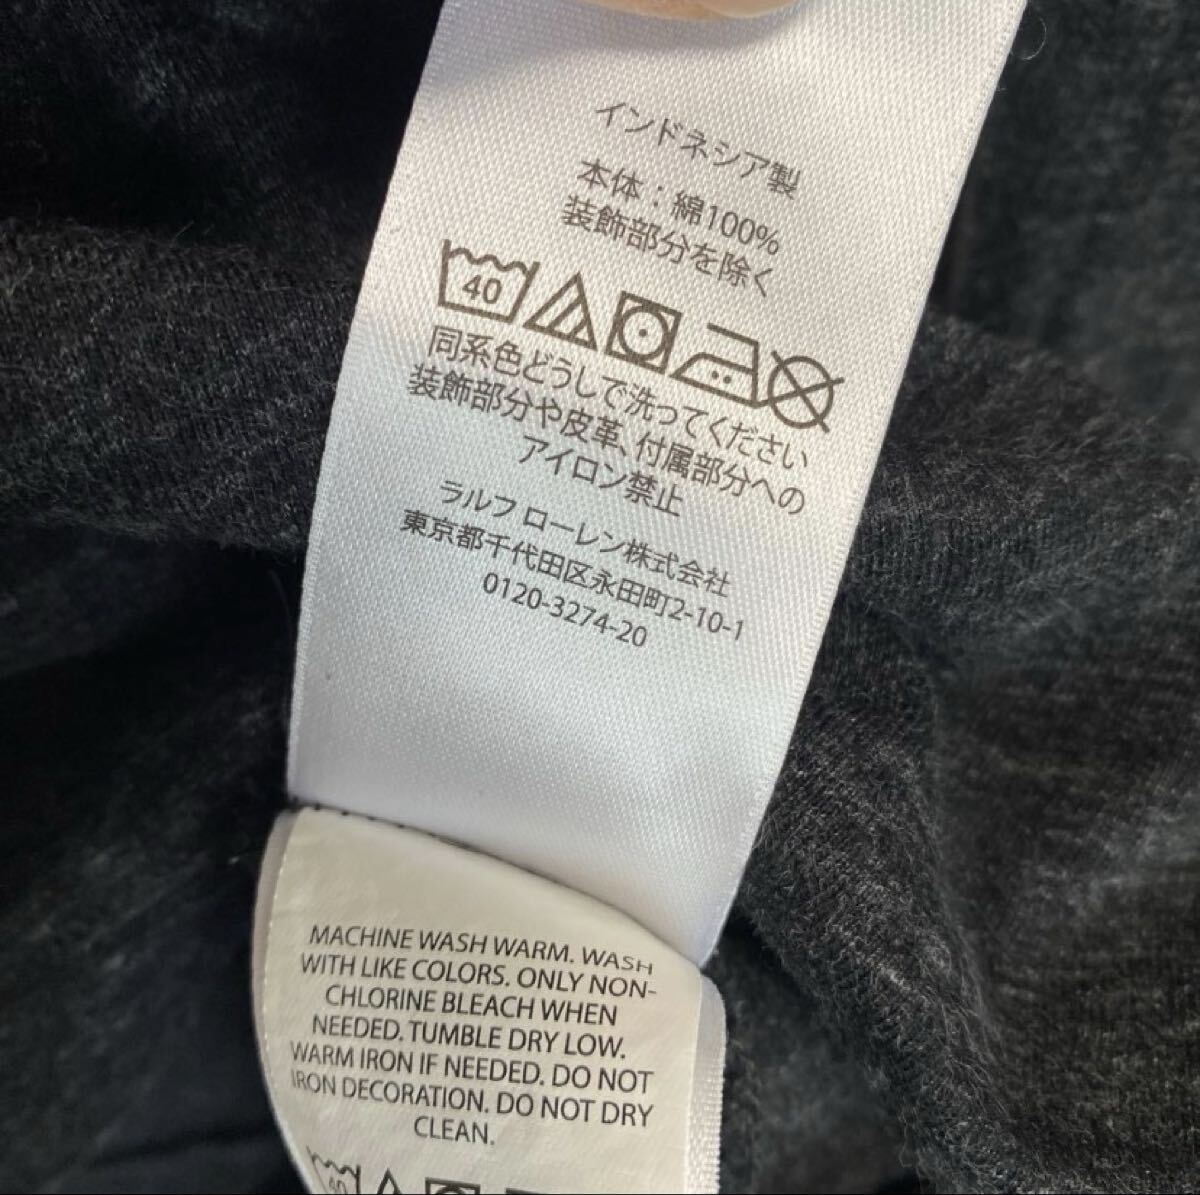 インドネシア製
本体：綿100%
装飾部分を除く
40
同系色どうしで洗ってください
装飾部分や皮革、付属部分への
アイロン禁止
ラルフ ローレン株式会社
東京都千代田区永田町2-10-1
0120-3274-20
MACHINE WASH WARM. WASH
WITH LIKE COLORS. ONLY NON-
CHLORINE BLEACH WHEN
NEEDED. TUMBLE DRY LOW.
WARM IRON IF NEEDED. DO NOT
IRON DECORATION. DO NOT DRY
CLEAN.
40